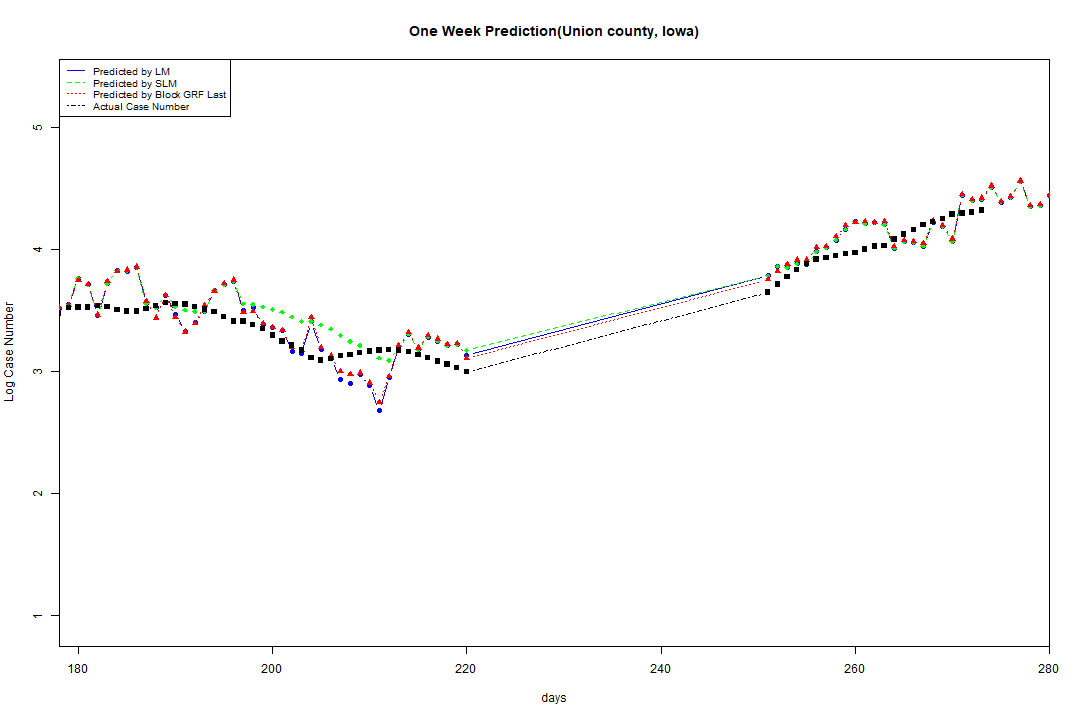 One Week Prediction(Union county, Iowa)
Predicted by LM
Predicted by SLM
Predicted by Block GRF Last
Actual Case Number
5
4
3
2
1
Log Case Number
180 200 220 240 260 280
days